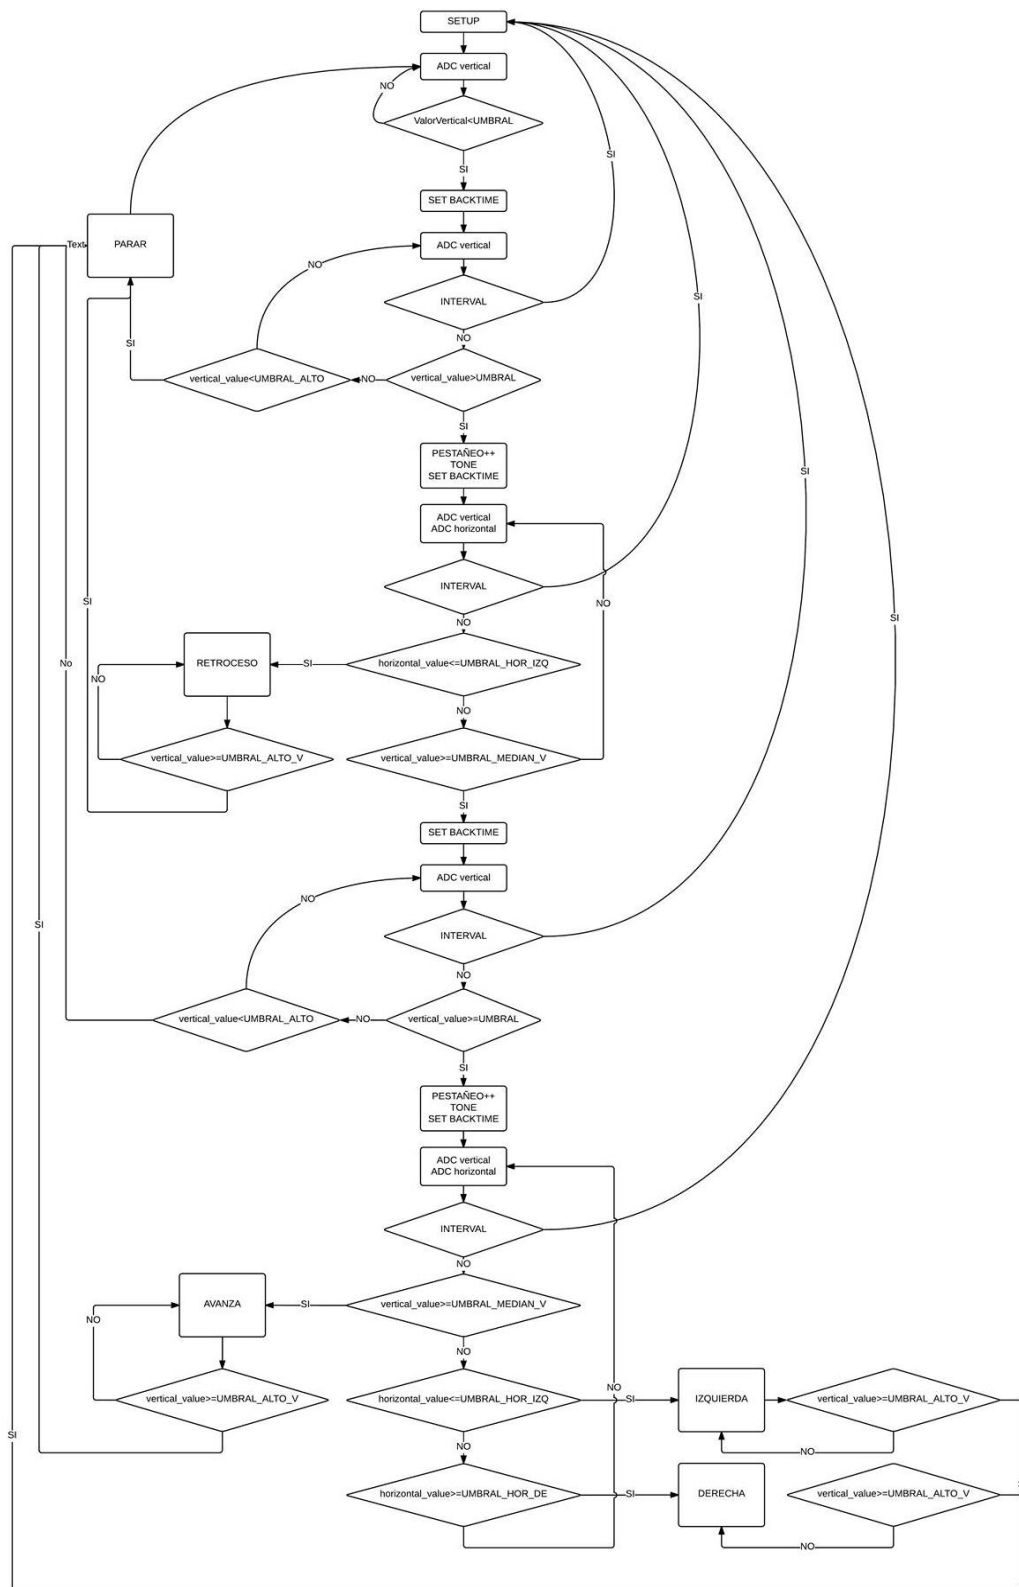 SETUP
ADC vertical
NO
ValorVertical<UMBRAL
SI
SI
SET BACKTIME
Text
PARAR
ADC vertical
NO
INTERVAL
SI
NO
SI
vertical_value<UMBRAL_ALTO
NO
vertical_value>UMBRAL
SI
PESTAÑEO++
TONE
SET BACKTIME
SI
ADC vertical
ADC horizontal
INTERVAL
SI
NO
NO
SI
No
RETROCESO
SI
horizontal_value<=UMBRAL_HOR_IZQ
NO
NO
vertical_value>=UMBRAL_ALTO_V
vertical_value>=UMBRAL_MEDIAN_V
SI
SET BACKTIME
ADC vertical
NO
SI
INTERVAL
NO
vertical_value<UMBRAL_ALTO
NO
vertical_value>=UMBRAL
SI
PESTAÑEO++
TONE
SET BACKTIME
ADC vertical
ADC horizontal
INTERVAL
NO
AVANZA
SI
vertical_value>=UMBRAL_MEDIAN_V
NO
NO
NO
vertical_value>=UMBRAL_ALTO_V
horizontal_value<=UMBRAL_HOR_IZQ
SI
IZQUIERDA
vertical_value>=UMBRAL_ALTO_V
SI
NO
NO
horizontal_value>=UMBRAL_HOR_DE
SI
DERECHA
vertical_value>=UMBRAL_ALTO_V
NO